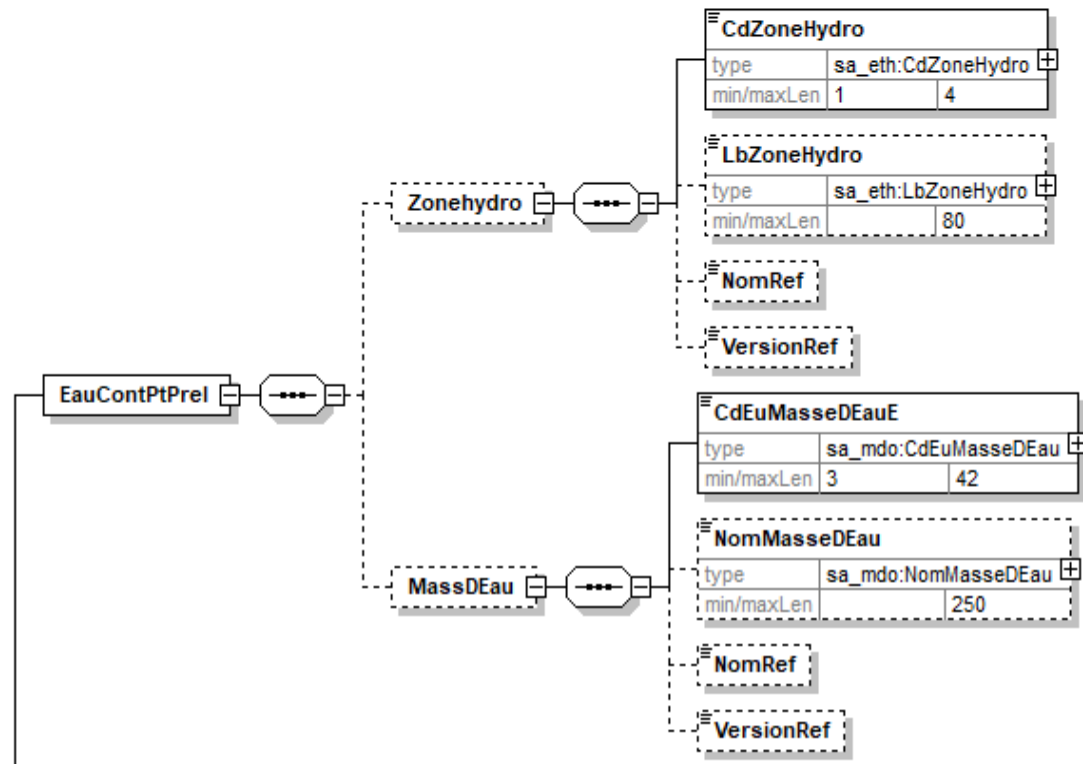 CdZoneHydro
type sa_eth:CdZoneHydro
min/maxLen 1 4
LbZoneHydro
type sa_eth:LbZoneHydro
min/maxLen 80
Zonehydro
NomRef
VersionRef
EauContPtPrel
CdEuMasseDEauE
type sa_mdo:CdEuMasseDEau
min/maxLen 3 42
NomMasseDEau
type sa_mdo:NomMasseDEau
min/maxLen 250
MassDEau
NomRef
VersionRef